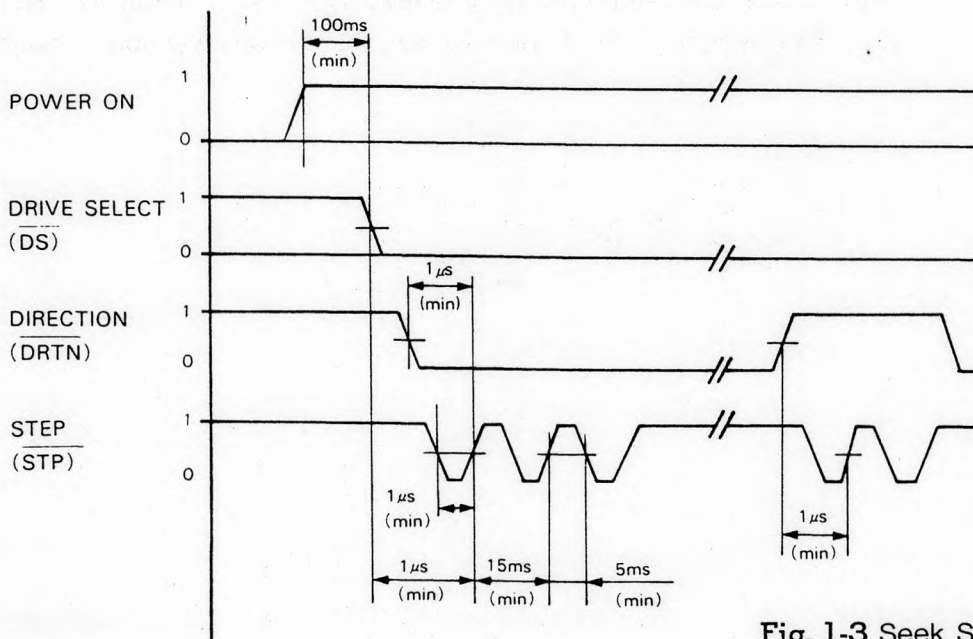 100ms
(min)
POWER ON
1
0
DRIVE SELECT
(DS)
1
0
1μs
(min)
DIRECTION
(DRTN)
1
0
STEP
(STP)
1
0
1μs
(min)
1μs
(min)
1μs
(min)
15ms
(min)
5ms
(min)
Fig. 1-3 Seek S